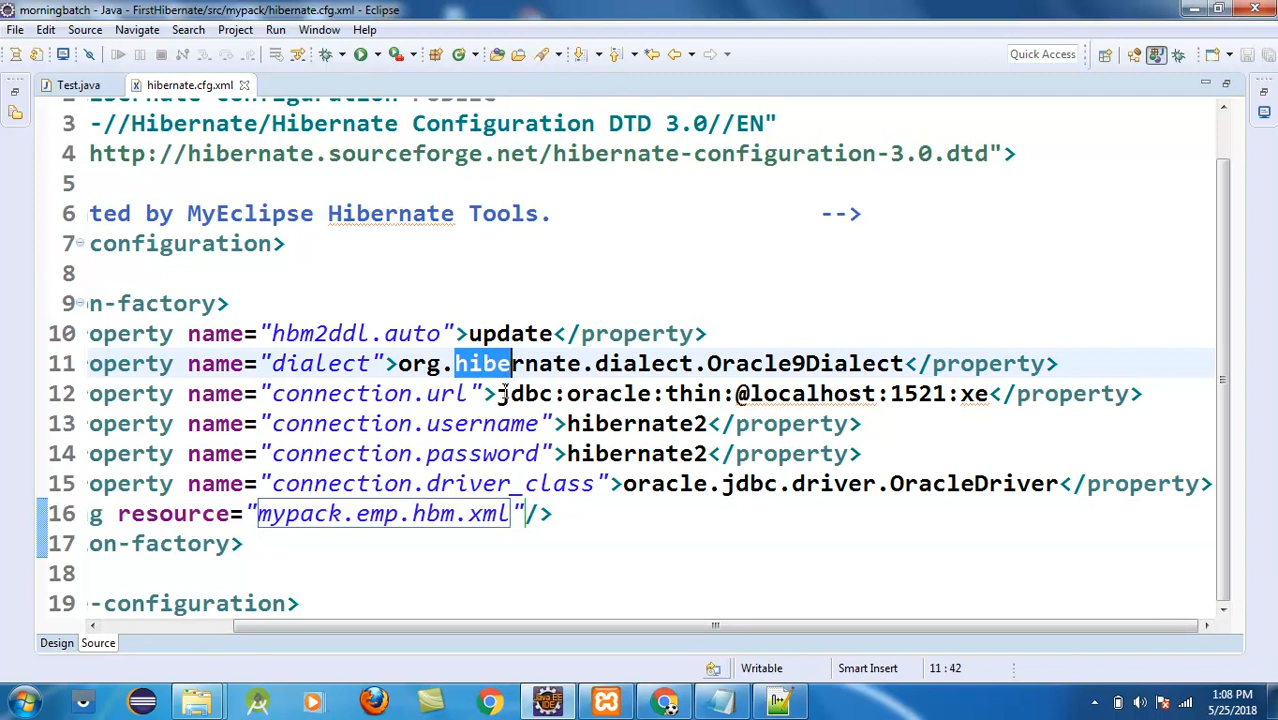 morningbatch - Java - FirstHibernate/src/mypack/hibernate.cfg.xml - Eclipse
File Edit Source Navigate Search Project Run Window Help
Quick Access
Test.java hibernate.cfg.xml
3 -//Hibernate/Hibernate Configuration DTD 3.0//EN"
4 http://hibernate.sourceforge.net/hibernate-configuration-3.0.dtd">
5
6 ted by MyEclipse Hibernate Tools. -->
7 configuration>
8
9 n-factory>
10 operty name="hbm2ddl.auto">update</property>
11 operty name="dialect">org.hibernate.dialect.Oracle9Dialect</property>
12 operty name="connection.url">jdbc:oracle:thin:@localhost:1521:xe</property>
13 operty name="connection.username">hibernate2</property>
14 operty name="connection.password">hibernate2</property>
15 operty name="connection.driver_class">oracle.jdbc.driver.OracleDriver</property>
16 g resource="mypack.emp.hbm.xml"/>
17 on-factory>
18
19 -configuration>
Design Source
Writable Smart Insert 11 : 42
1:08 PM
5/25/2018